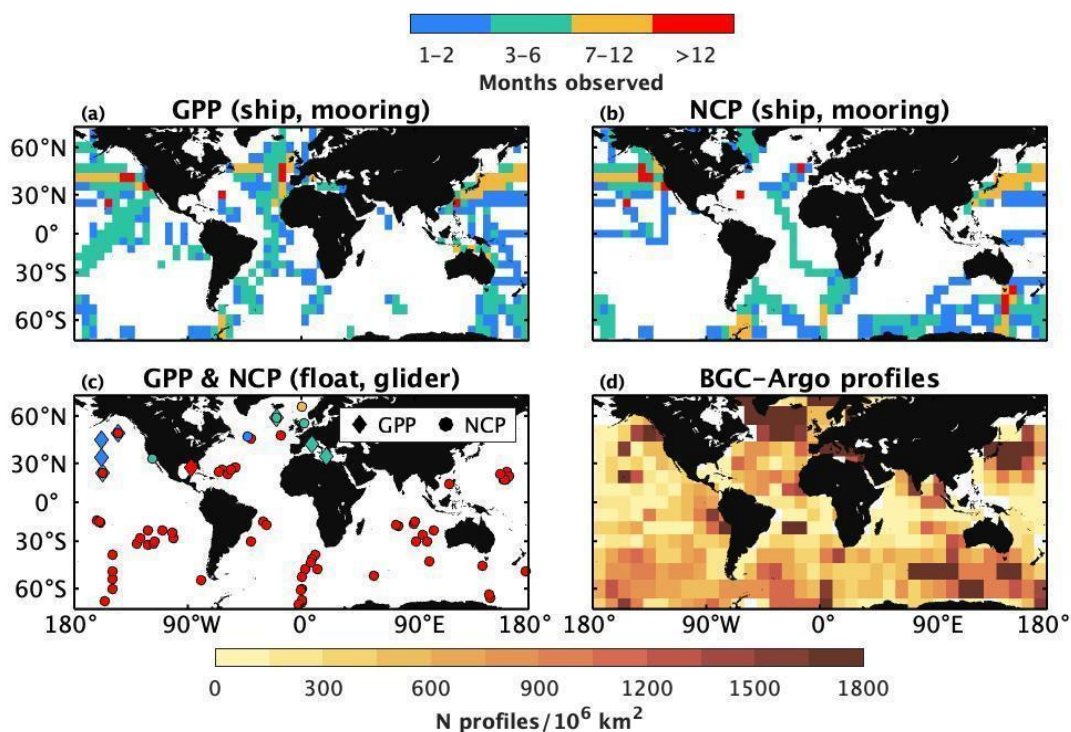 1-2 3-6 7-12 >12
Months observed
(a) GPP (ship, mooring)
(b) NCP (ship, mooring)
60°N
30°N
0°
30°S
60°S
(c) GPP & NCP (float, glider)
(d) BGC-Argo profiles
GPP NCP
60°N
30°N
0°
30°S
60°S
180° 90°W 0° 90°E 180°
180° 90°W 0° 90°E 180°
0 300 600 900 1200 1500 1800
N profiles/10⁶ km²